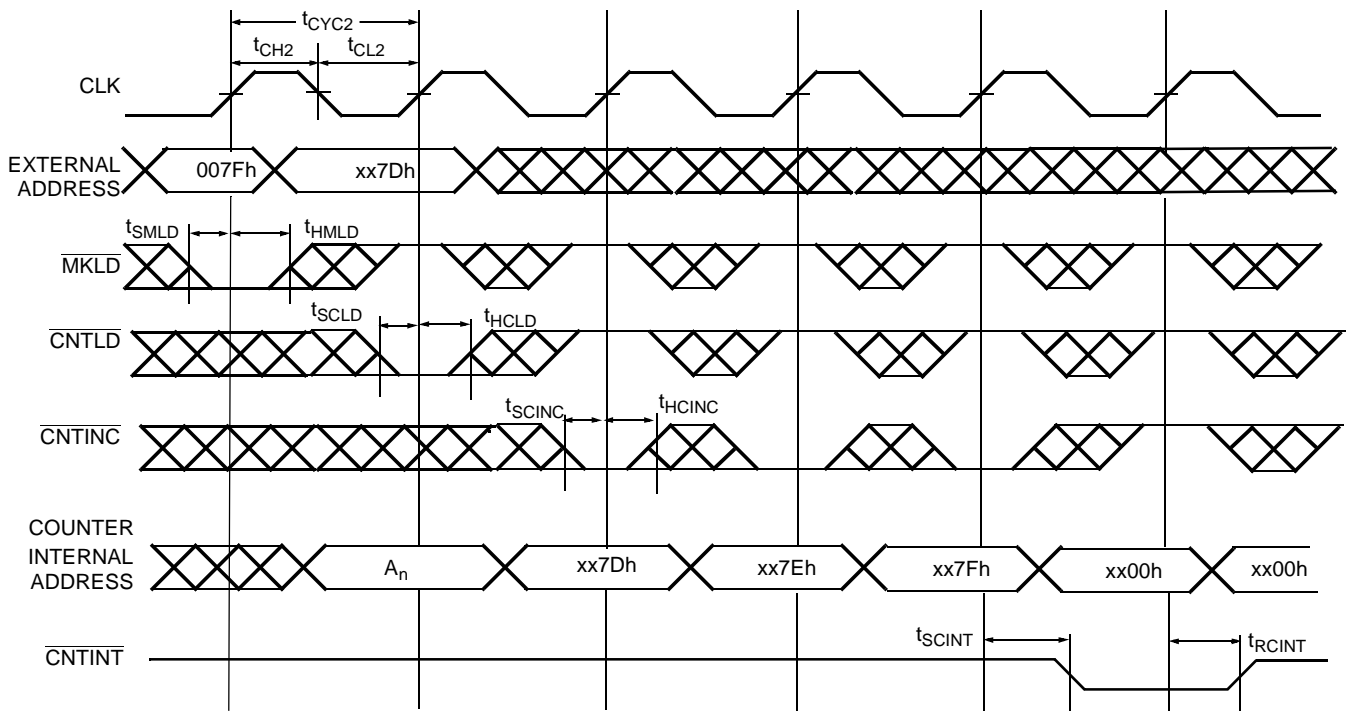 tCYC2
tCH2 tCL2
CLK
EXTERNAL
ADDRESS
007Fh xx7Dh
tSMLD tHMLD
MKLD
tSCLD tHCLD
CNTLD
tSCINC tHCINC
CNTINC
COUNTER
INTERNAL
ADDRESS
An xx7Dh xx7Eh xx7Fh xx00h xx00h
tSCINT tRCINT
CNTINT